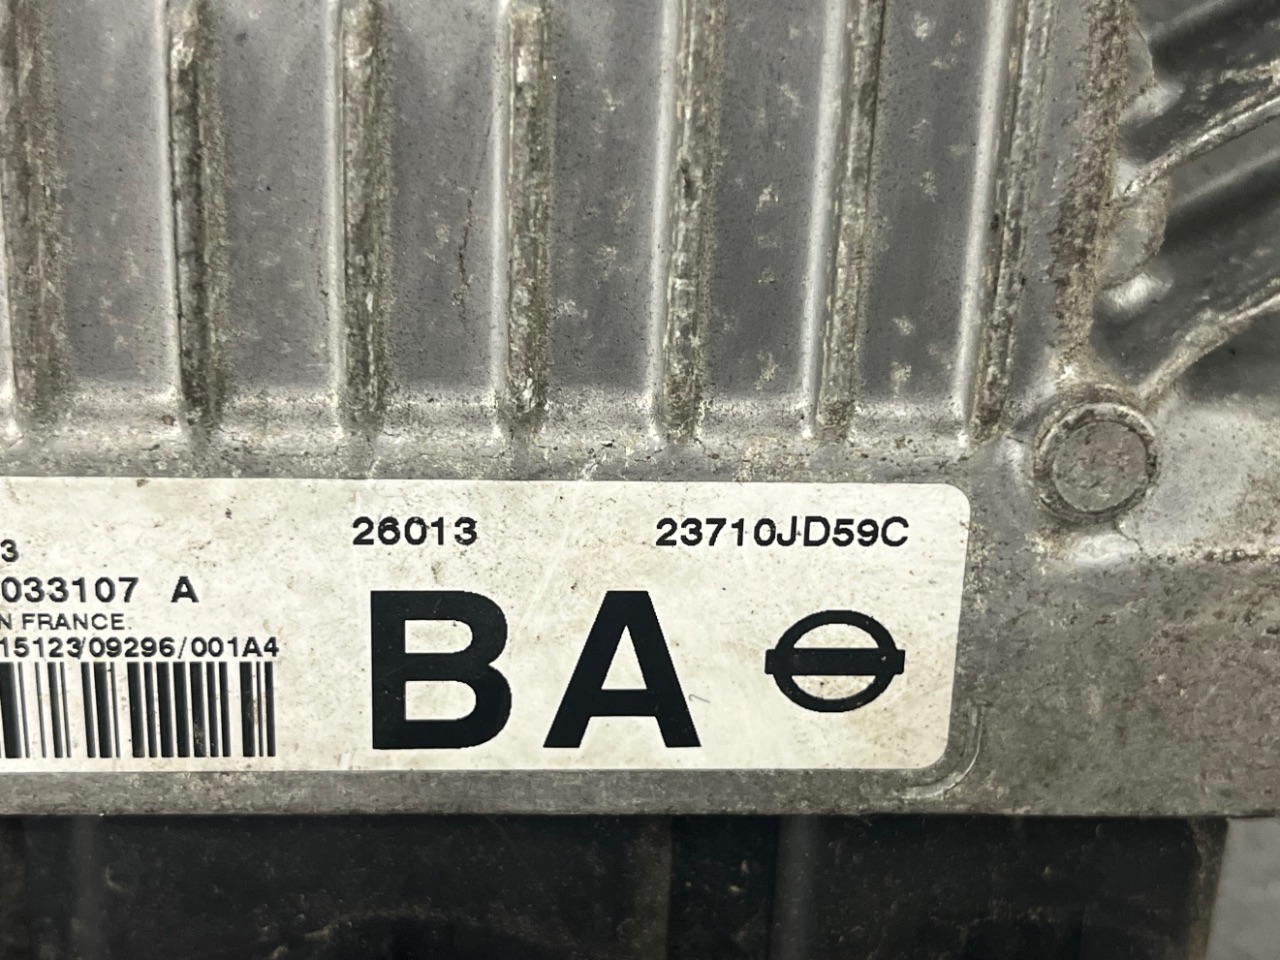 26013 23710JD59C
3
033107 A
N FRANCE.
15123/09296/001A4
BA